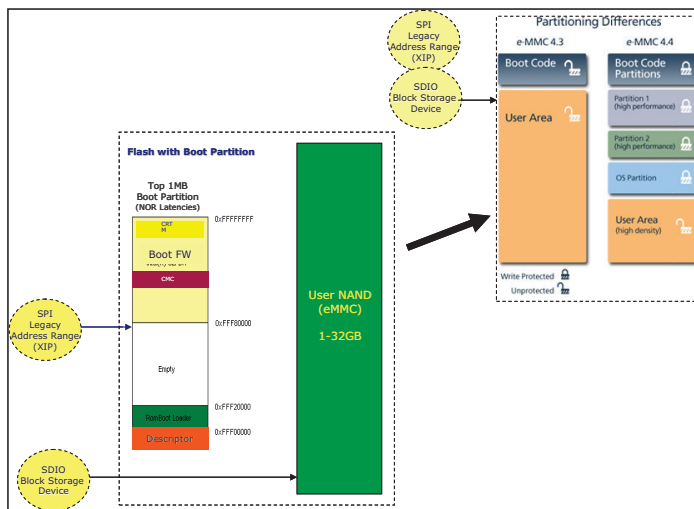 SPI
Legacy
Address Range
(XIP)
SDIO
Block Storage
Device
Partitioning Differences
e-MMC 4.3
e-MMC 4.4
Boot Code
User Area
Boot Code
Partitions
Partition 1
(high performance)
Partition 2
(high performance)
OS Partition
User Area
(high density)
Write Protected
Unprotected
Flash with Boot Partition
Top 1MB
Boot Partition
(NOR Latencies)
0xFFFFFFFF
CRT
M
Boot FW
CMC
0xFFF80000
Empty
0xFFF20000
RomBoot Loader
0xFFF00000
Descriptor
User NAND
(eMMC)
1-32GB
SPI
Legacy
Address Range
(XIP)
SDIO
Block Storage
Device